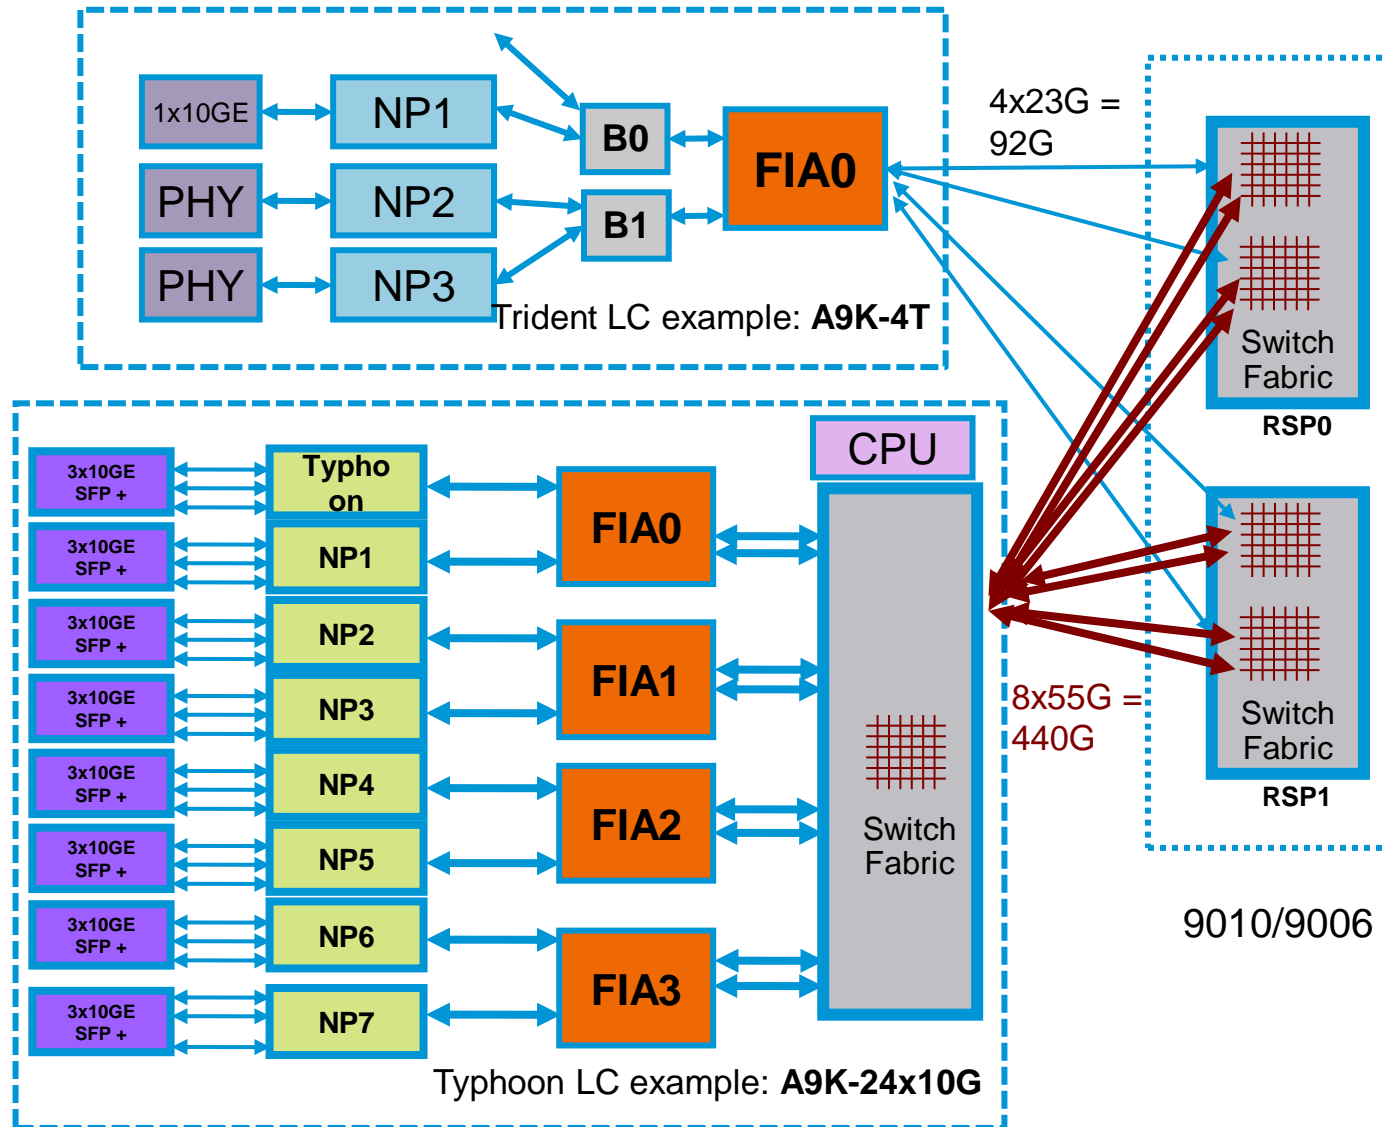 1x10GE
NP1
B0
FIA0
4x23G =
92G
PHY
NP2
B1
PHY
NP3
Trident LC example: A9K-4T
Switch
Fabric
RSP0
CPU
3x10GE
SFP +
Typho
on
FIA0
3x10GE
SFP +
NP1
3x10GE
SFP +
NP2
FIA1
3x10GE
SFP +
NP3
8x55G =
440G
Switch
Fabric
RSP1
3x10GE
SFP +
NP4
FIA2
Switch
Fabric
3x10GE
SFP +
NP5
3x10GE
SFP +
NP6
FIA3
9010/9006
3x10GE
SFP +
NP7
Typhoon LC example: A9K-24x10G